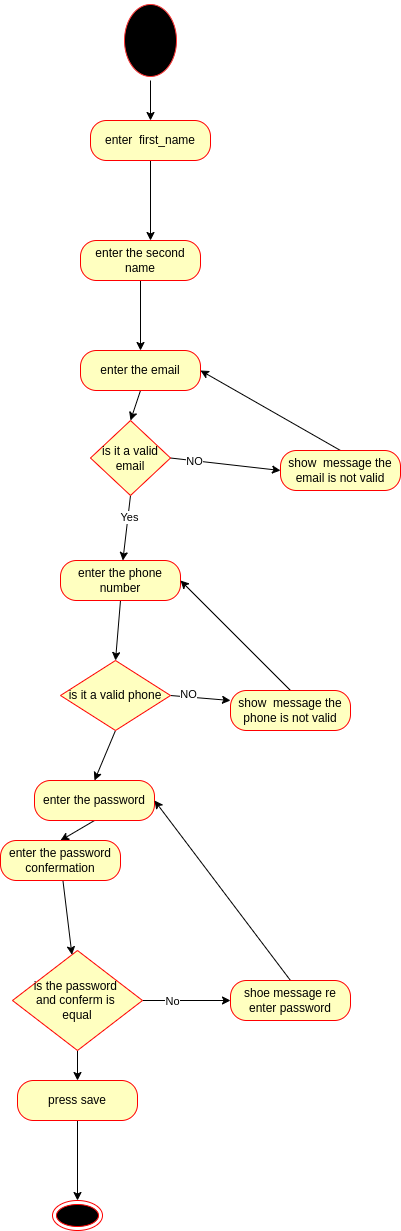 enter  first_name
enter the second
name
enter the email
is it a valid
email
NO
show  message the
email is not valid
Yes
enter the phone
number
is it a valid phone
NO
show  message the
phone is not valid
enter the password
enter the password
confermation
is the password
and conferm is
equal
No
shoe message re
enter password
press save